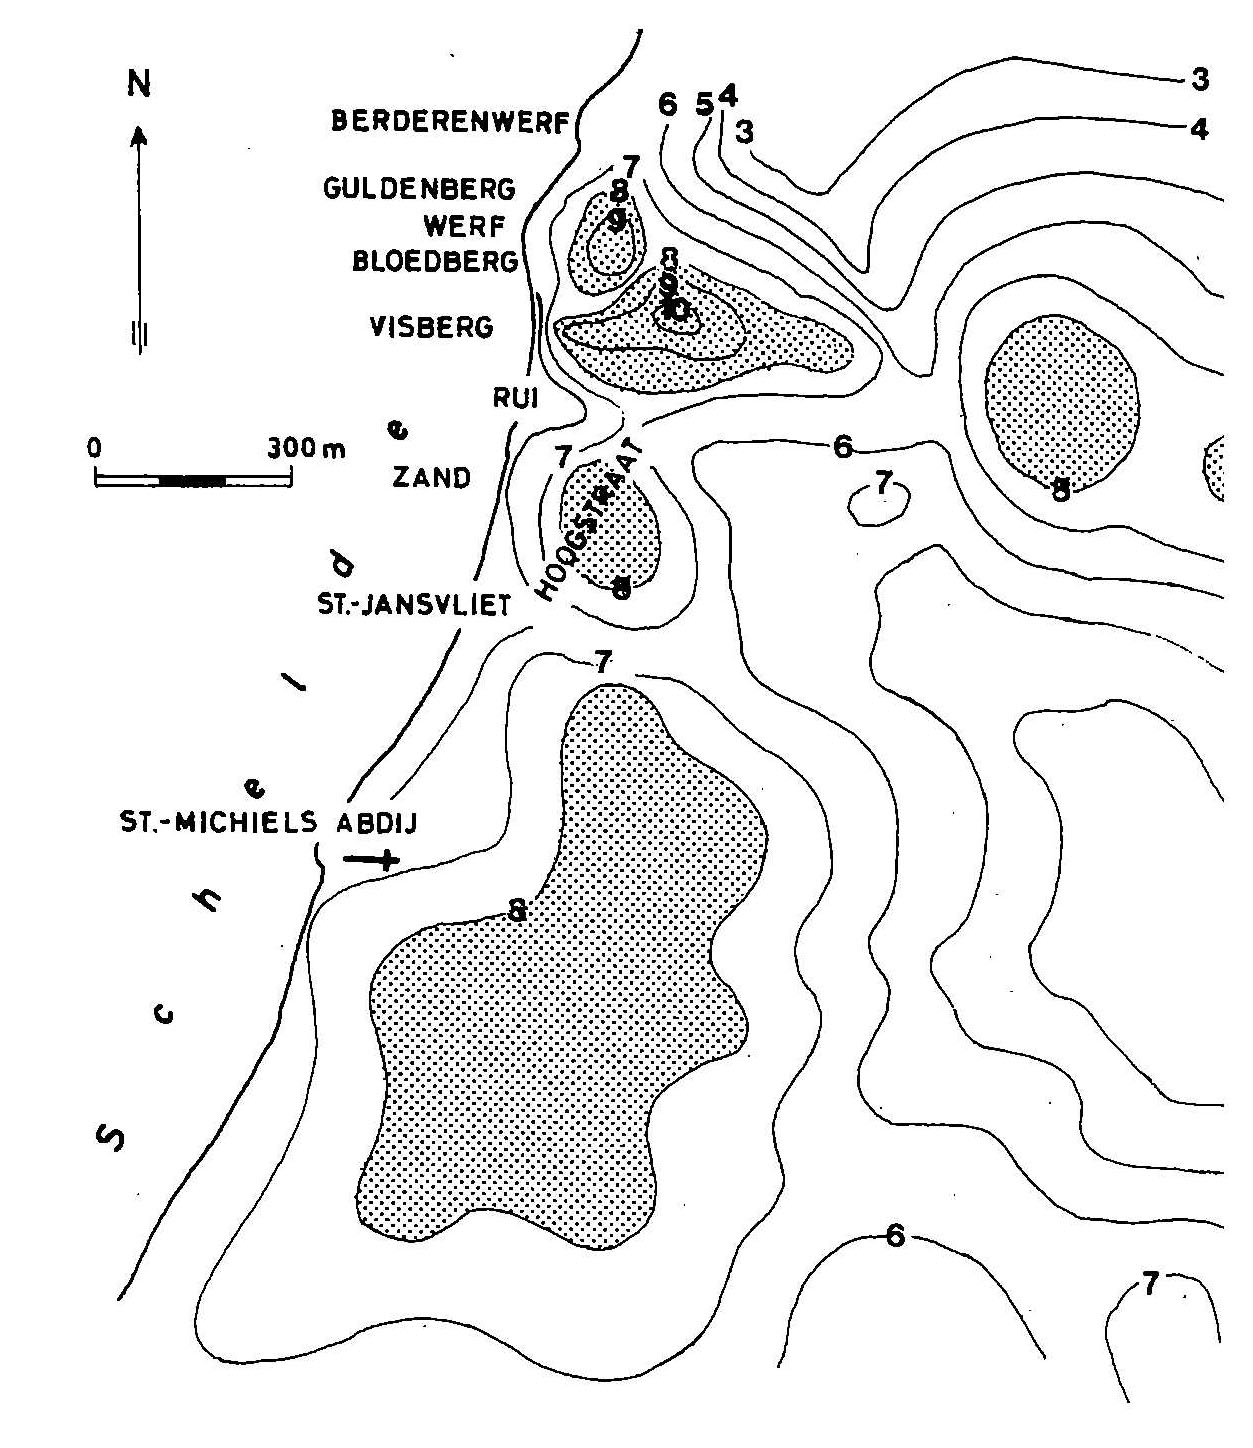 N
3
6 5 4
BERDERENWERF
3
4
7
GULDENBERG
8
WERF
9
BLOEDBERG
8
9
10
VISBERG
RUI
0 300 m
6
7
ZAND
7
8
HOOGSTRAAT
8
ST.-JANSVLIET
7
ST.-MICHIELS ABDIJ
8
Schelde
6
7